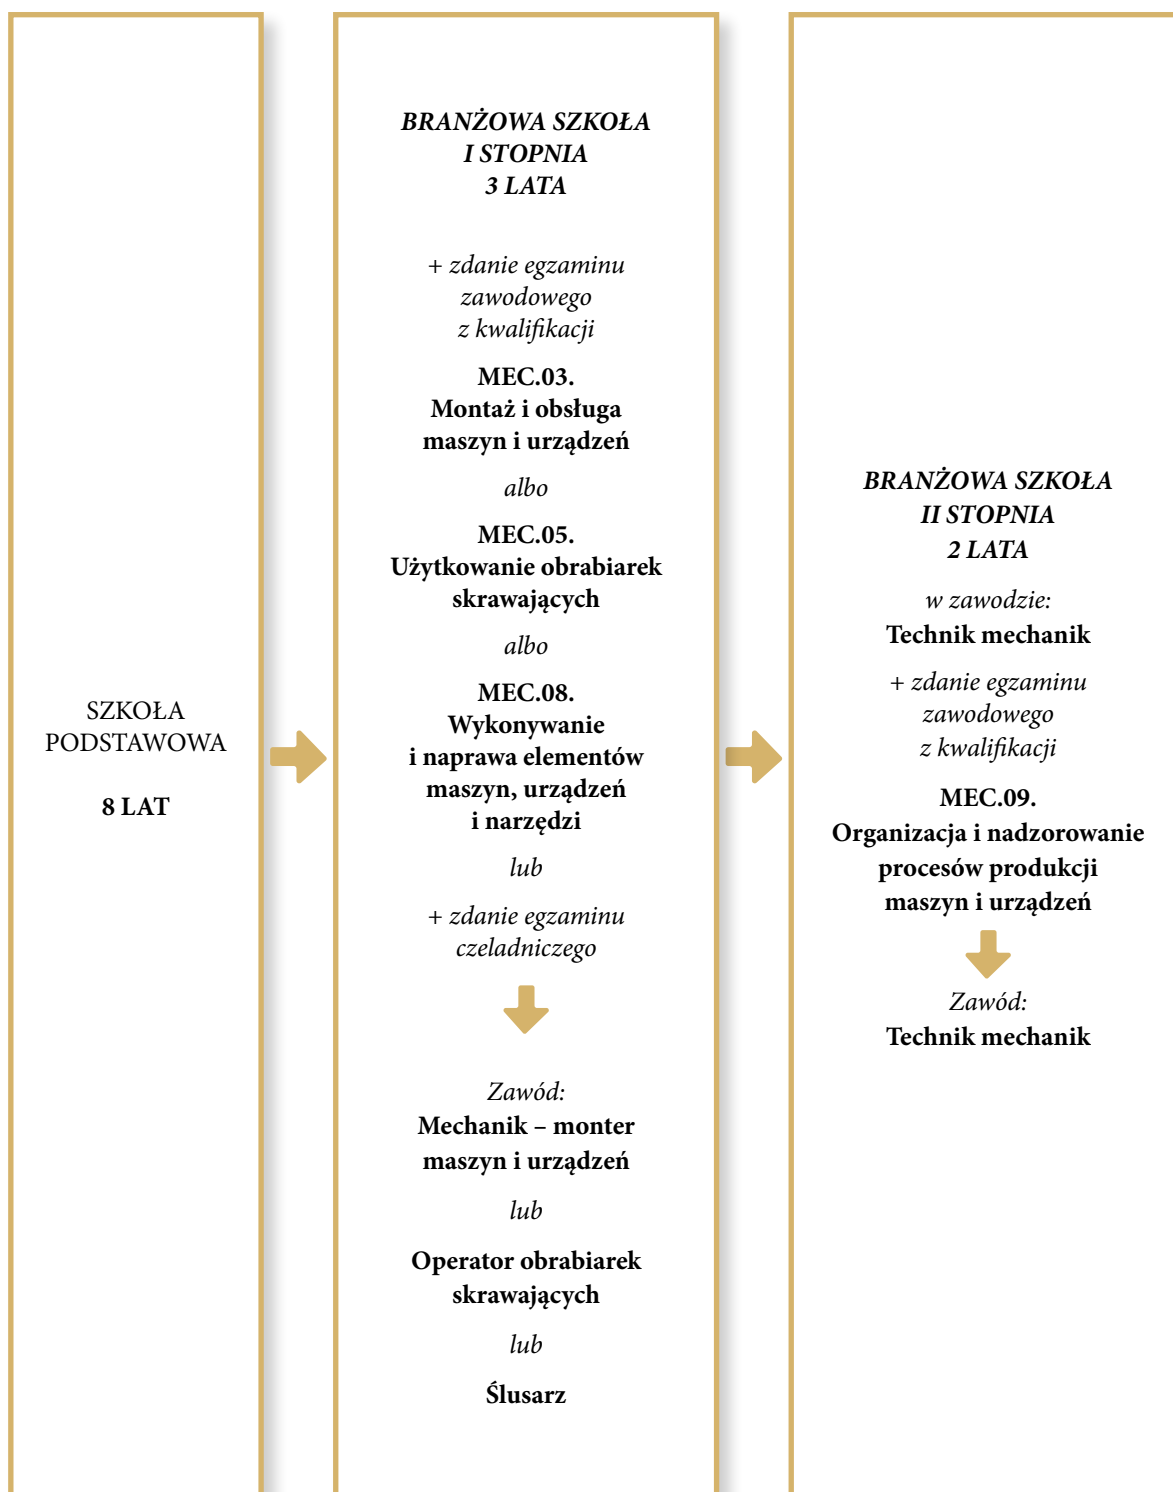 SZKOŁA
PODSTAWOWA
8 LAT
BRANŻOWA SZKOŁA
I STOPNIA
3 LATA
+ zdanie egzaminu
zawodowego
z kwalifikacji
MEC.03.
Montaż i obsługa
maszyn i urządzeń
albo
MEC.05.
Użytkowanie obrabiarek
skrawających
albo
MEC.08.
Wykonywanie
i naprawa elementów
maszyn, urządzeń
i narzędzi
lub
+ zdanie egzaminu
czeladniczego
Zawód:
Mechanik – monter
maszyn i urządzeń
lub
Operator obrabiarek
skrawających
lub
Ślusarz
BRANŻOWA SZKOŁA
II STOPNIA
2 LATA
w zawodzie:
Technik mechanik
+ zdanie egzaminu
zawodowego
z kwalifikacji
MEC.09.
Organizacja i nadzorowanie
procesów produkcji
maszyn i urządzeń
Zawód:
Technik mechanik